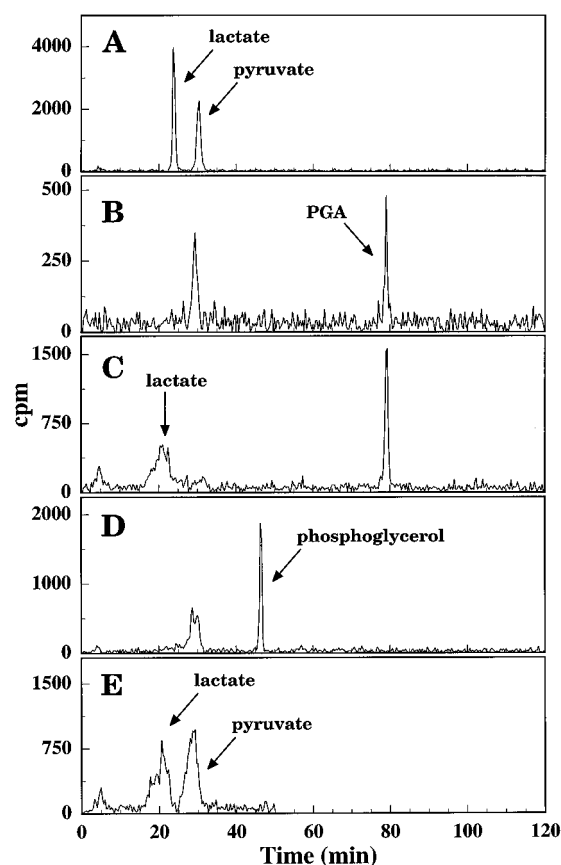 A
lactate
pyruvate
4000
2000
0
B
PGA
500
250
0
C
lactate
1500
750
0
cpm
D
phosphoglycerol
2000
1000
0
E
lactate
pyruvate
1500
750
0
0 20 40 60 80 100 120
Time (min)